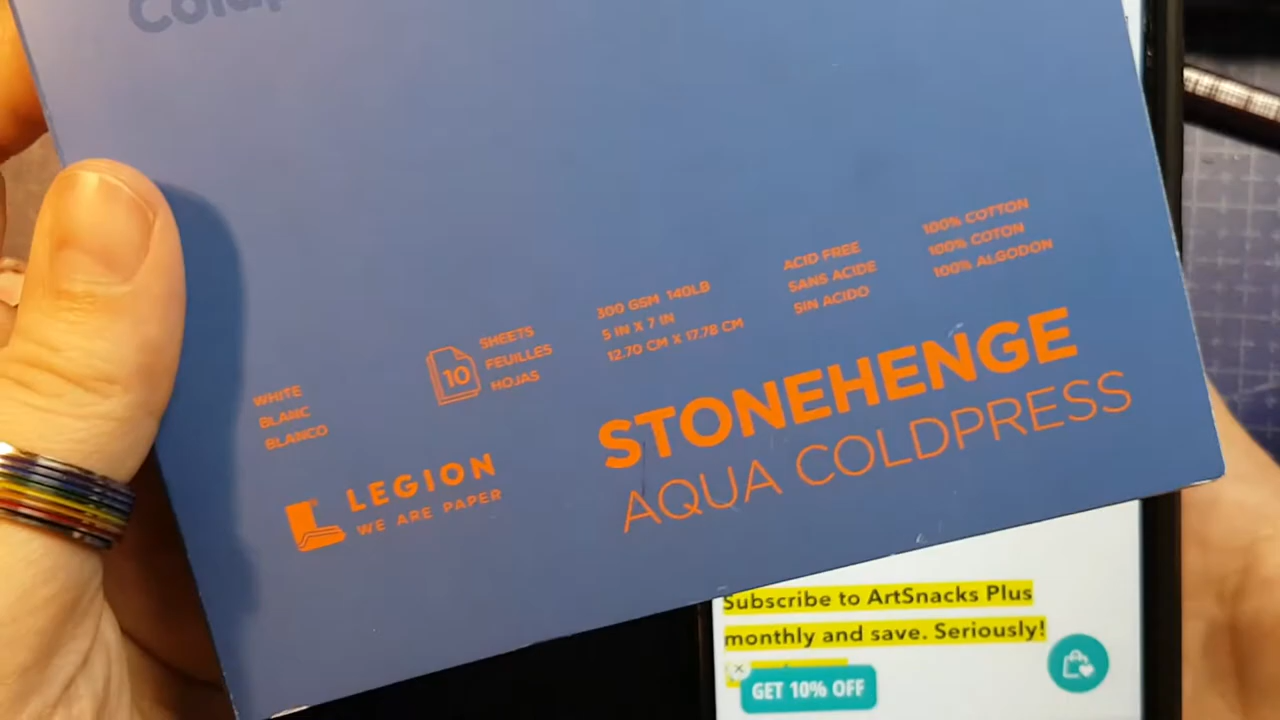 WHITE
BLANC
BLANCO
10
SHEETS
FEUILLES
HOJAS
300 GSM 140LB
5 IN X 7 IN
12.70 CM X 17.78 CM
ACID FREE
SANS ACIDE
SIN ACIDO
100% COTTON
100% COTON
100% ALGODON
LEGION
WE ARE PAPER
STONEHENGE
AQUA COLDPRESS
Subscribe to ArtSnacks Plus
monthly and save. Seriously!
GET 10% OFF